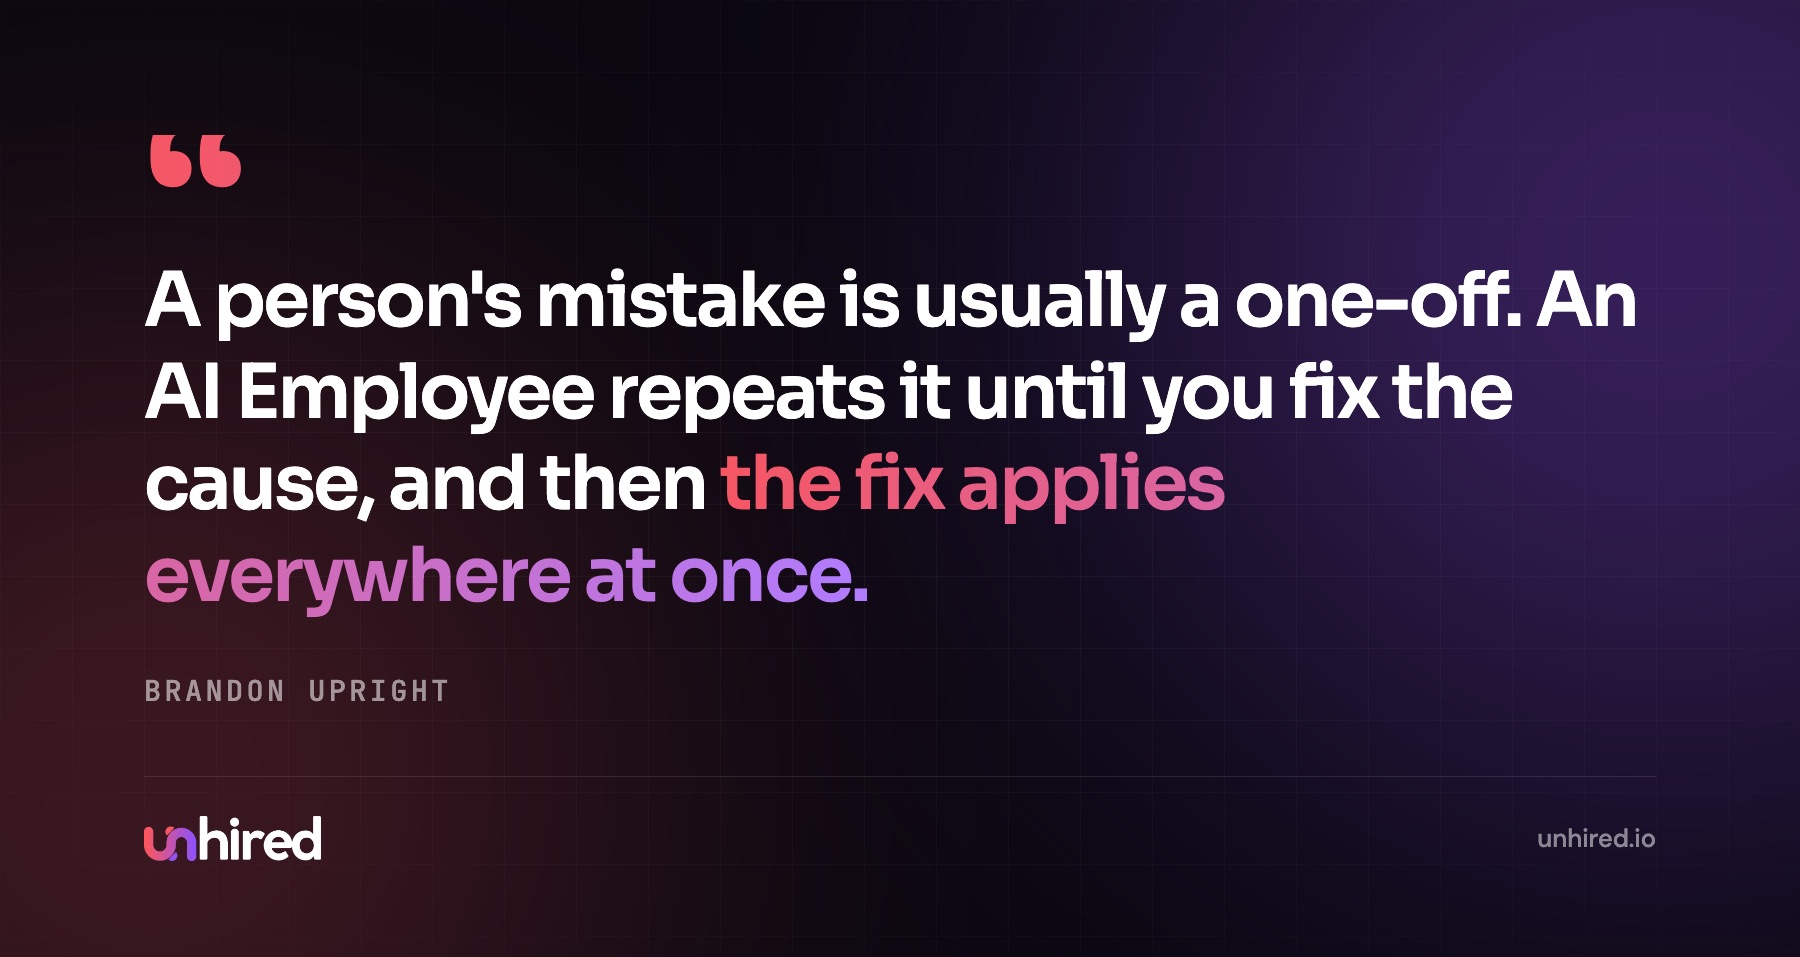 “
A person's mistake is usually a one-off. An
AI Employee repeats it until you fix the
cause, and then the fix applies
everywhere at once.
BRANDON UPRIGHT
unhired
unhired.io